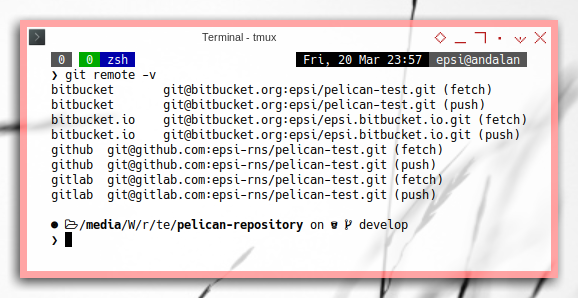 Terminal - tmux
0 0 zsh Fri, 20 Mar 23:57 epsi@andalan
❯ git remote -v
bitbucket git@bitbucket.org:epsi/pelican-test.git (fetch)
bitbucket git@bitbucket.org:epsi/pelican-test.git (push)
bitbucket.io git@bitbucket.org:epsi/epsi.bitbucket.io.git (fetch)
bitbucket.io git@bitbucket.org:epsi/epsi.bitbucket.io.git (push)
github git@github.com:epsi-rns/pelican-test.git (fetch)
github git@github.com:epsi-rns/pelican-test.git (push)
gitlab git@gitlab.com:epsi-rns/pelican-test.git (fetch)
gitlab git@gitlab.com:epsi-rns/pelican-test.git (push)
● /media/W/r/te/pelican-repository on develop
❯